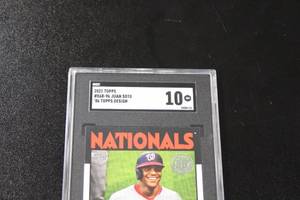 2021 TOPPS
#86B-96 JUAN SOTO
'86 TOPPS DESIGN
10
NATIONALS